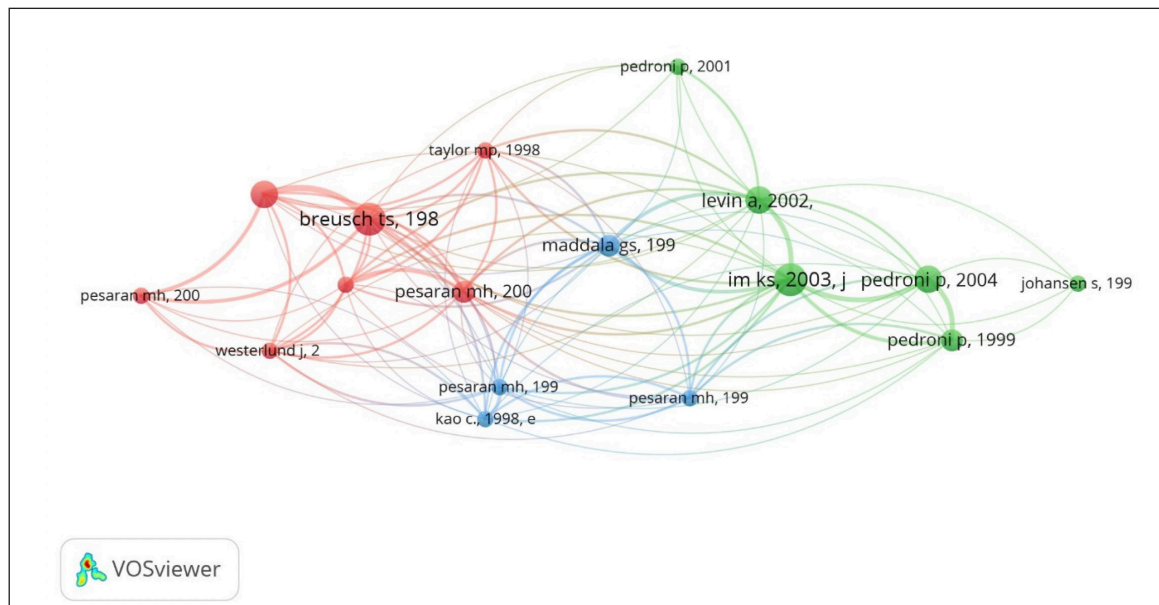 pedroni p, 2001
taylor mp, 1998
levin a, 2002,
breusch ts, 198
maddala gs, 199
im ks, 2003, j
pedroni p, 2004
johansen s, 199
pesaran mh, 200
pesaran mh, 200
pedroni p, 1999
westerlund j, 2
pesaran mh, 199
pesaran mh, 199
kao c., 1998, e
VOSviewer